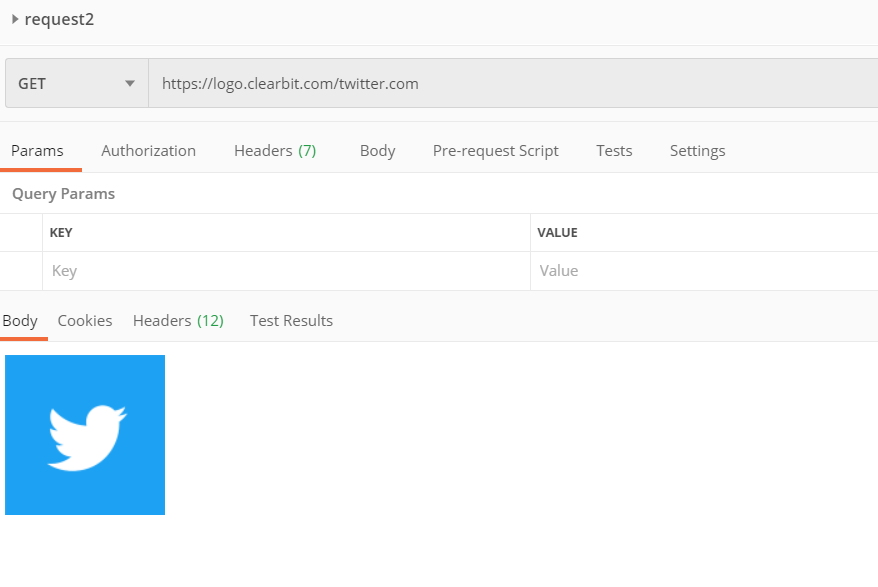 request2
GET https://logo.clearbit.com/twitter.com
Params Authorization Headers (7) Body Pre-request Script Tests Settings
Query Params
KEY VALUE
Key Value
Body Cookies Headers (12) Test Results